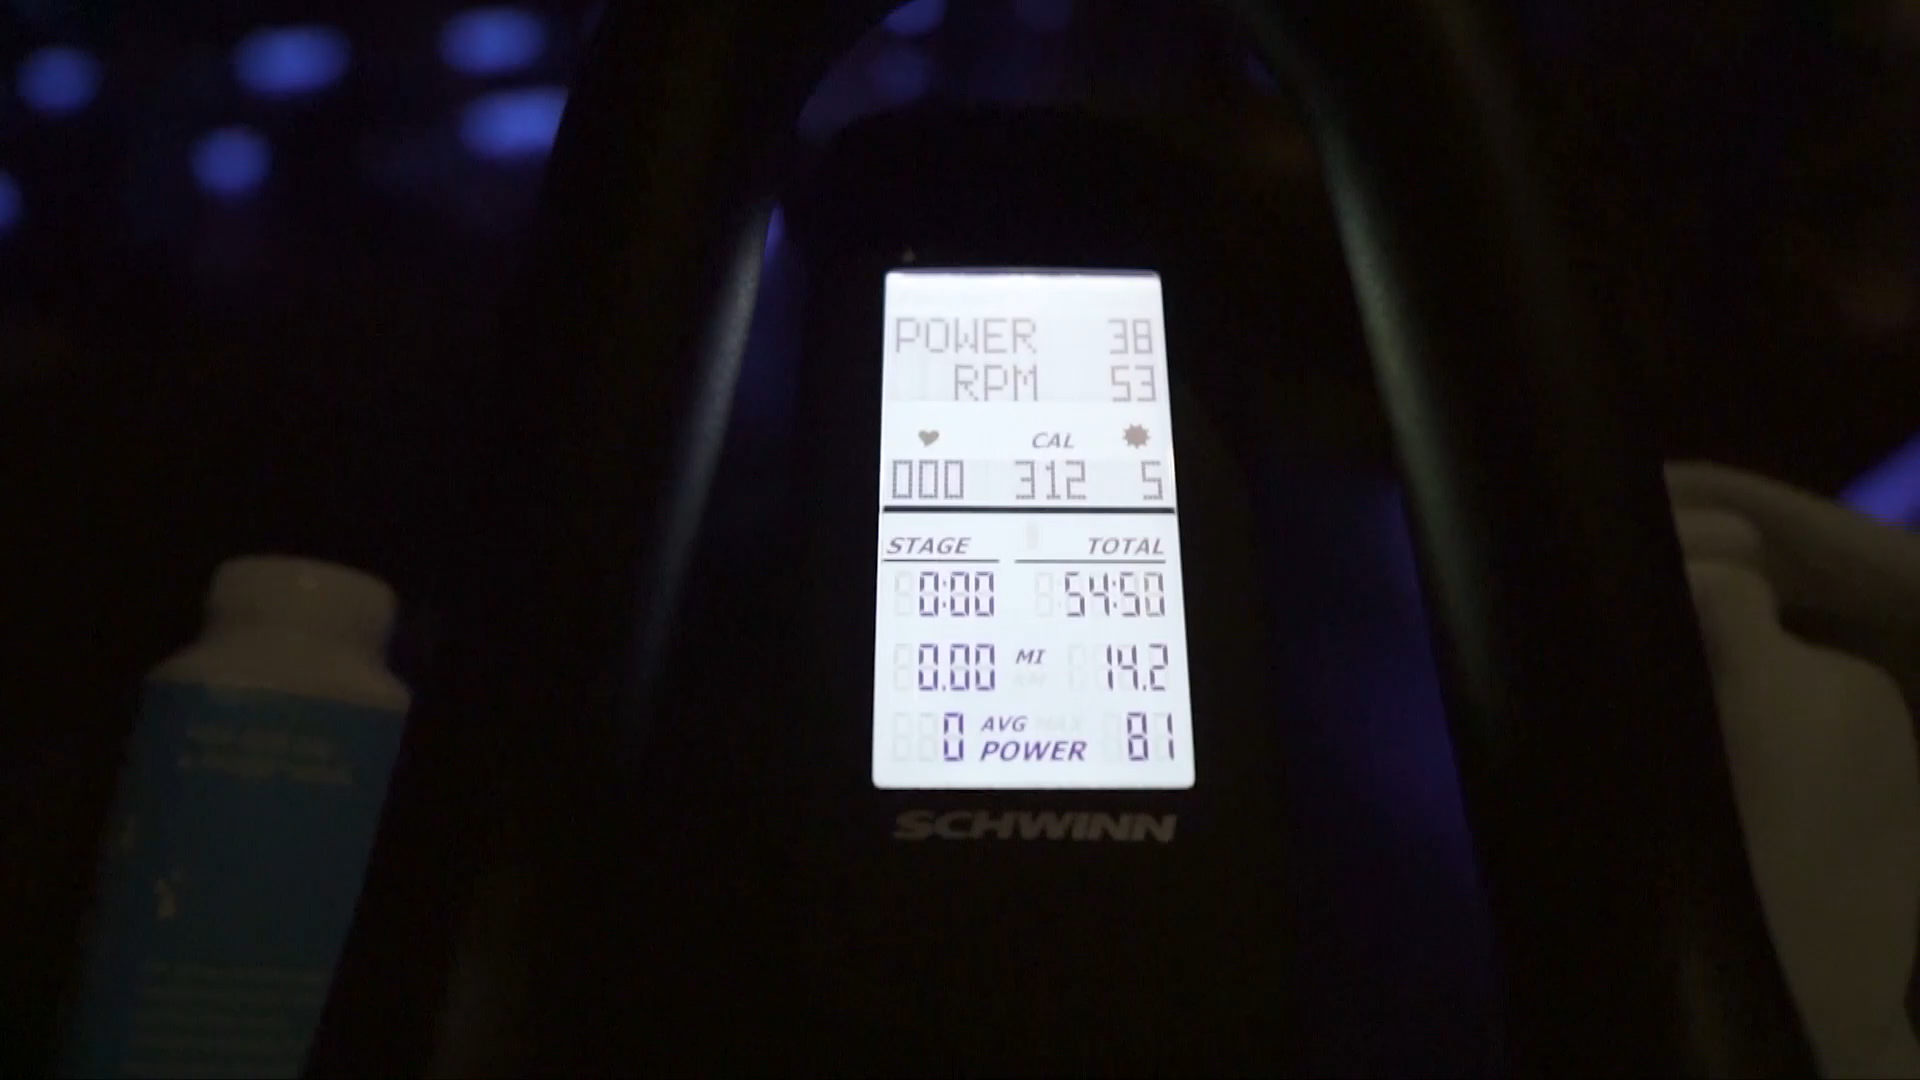 POWER 38
RPM 53
CAL
000 312 5
STAGE TOTAL
0:00 54:50
0.00 MI 14.2
0 AVG POWER 81
SCHWINN